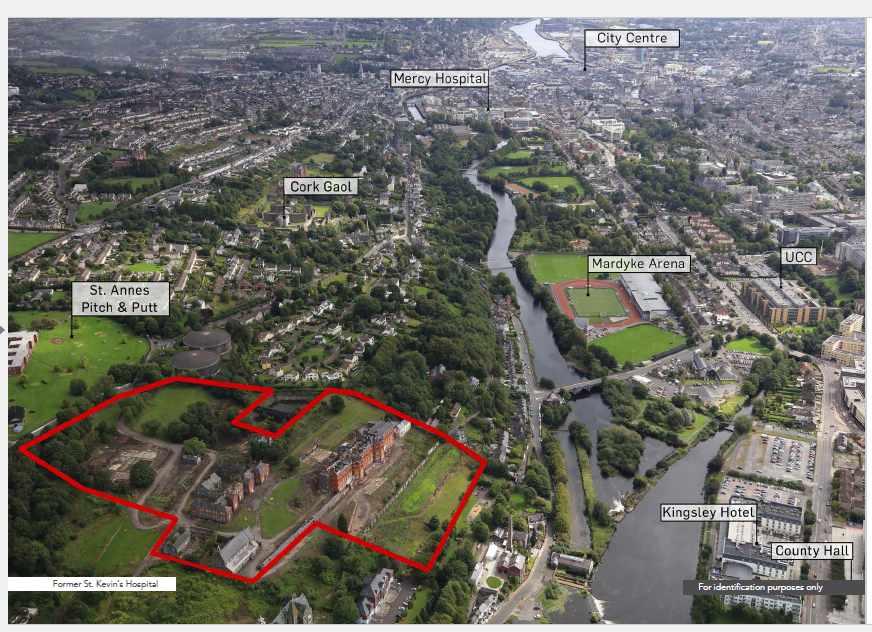 City Centre
Mercy Hospital
Cork Gaol
Mardyke Arena
UCC
St. Annes
Pitch & Putt
Kingsley Hotel
County Hall
Former St. Kevin's Hospital
For identification purposes only